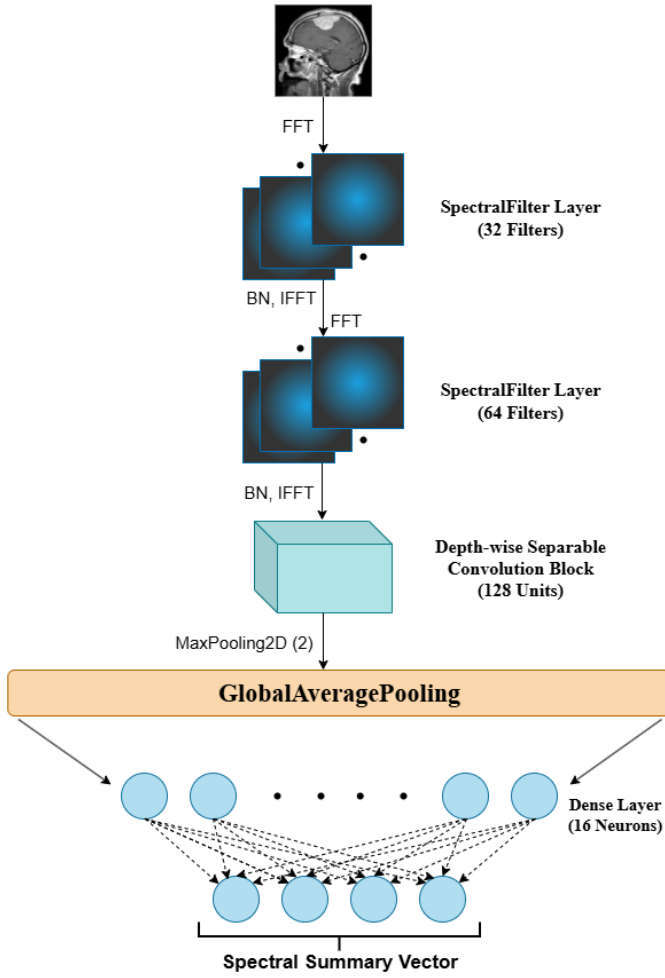 FFT
SpectralFilter Layer
(32 Filters)
BN, IFFT
FFT
SpectralFilter Layer
(64 Filters)
BN, IFFT
Depth-wise Separable
Convolution Block
(128 Units)
MaxPooling2D (2)
GlobalAveragePooling
Dense Layer
(16 Neurons)
Spectral Summary Vector